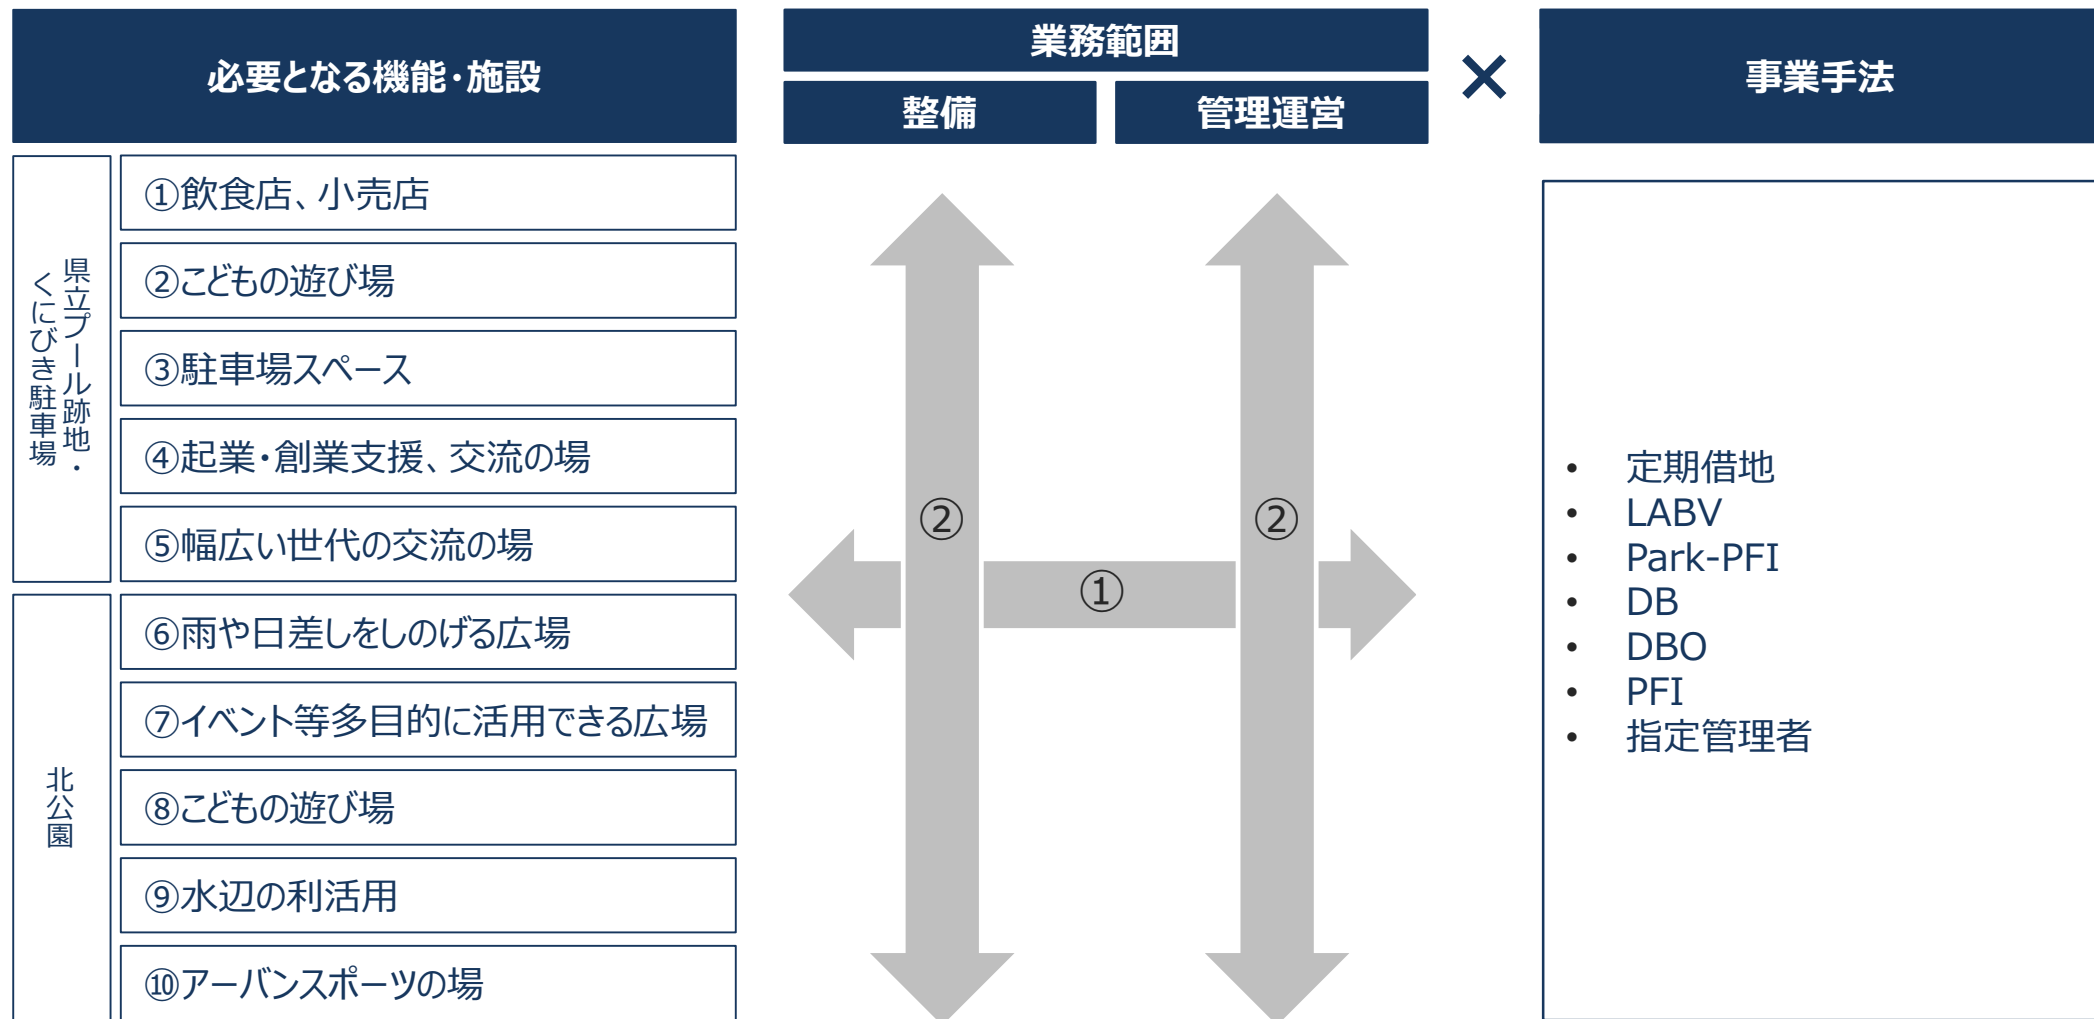 必要となる機能・施設
業務範囲
整備
管理運営
×
事業手法
県立プール跡地・
くにびき駐車場
①飲食店、小売店
②こどもの遊び場
③駐車場スペース
④起業・創業支援、交流の場
⑤幅広い世代の交流の場
北公園
⑥雨や日差しをしのげる広場
⑦イベント等多目的に活用できる広場
⑧こどもの遊び場
⑨水辺の利活用
⑩アーバンスポーツの場
②
②
①
• 定期借地
• LABV
• Park-PFI
• DB
• DBO
• PFI
• 指定管理者